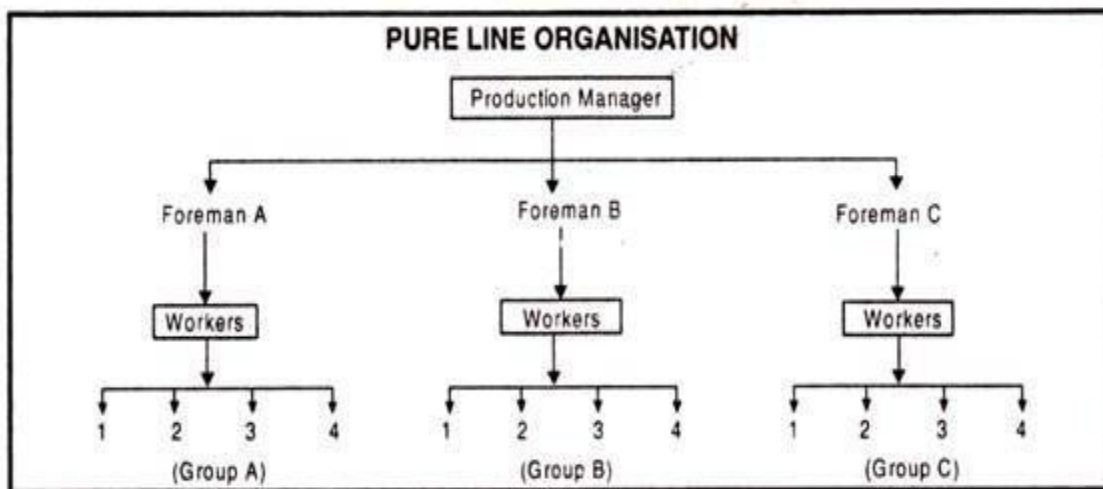 PURE LINE ORGANISATION
Production Manager
Foreman A Foreman B Foreman C
Workers Workers Workers
1 2 3 4 1 2 3 4 1 2 3 4
(Group A) (Group B) (Group C)